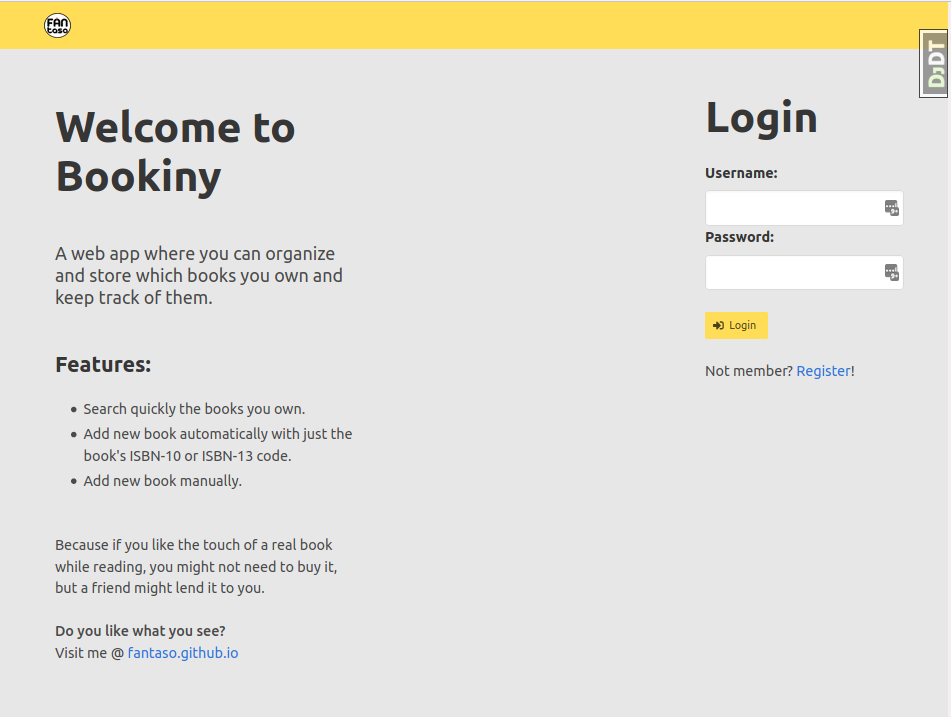 FAN
taso
DjDT
Welcome to
Bookiny
A web app where you can organize
and store which books you own and
keep track of them.
Features:
Search quickly the books you own.
Add new book automatically with just the
book's ISBN-10 or ISBN-13 code.
Add new book manually.
Because if you like the touch of a real book
while reading, you might not need to buy it,
but a friend might lend it to you.
Do you like what you see?
Visit me @ fantaso.github.io
Login
Username:
9+
Password:
9+
Login
Not member? Register!